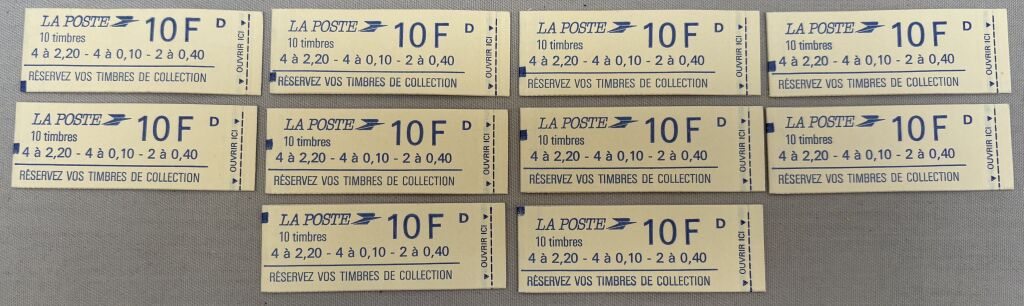 LA POSTE 10 F D
10 timbres
4 à 2,20 - 4 à 0,10 - 2 à 0,40
RÉSERVEZ VOS TIMBRES DE COLLECTION
OUVRIR ICI
LA POSTE 10 F D
10 timbres
4 à 2,20 - 4 à 0,10 - 2 à 0,40
RÉSERVEZ VOS TIMBRES DE COLLECTION
OUVRIR ICI
LA POSTE 10 F D
10 timbres
4 à 2,20 - 4 à 0,10 - 2 à 0,40
RÉSERVEZ VOS TIMBRES DE COLLECTION
OUVRIR ICI
LA POSTE 10 F D
10 timbres
4 à 2,20 - 4 à 0,10 - 2 à 0,40
RÉSERVEZ VOS TIMBRES DE COLLECTION
OUVRIR ICI
LA POSTE 10 F D
10 timbres
4 à 2,20 - 4 à 0,10 - 2 à 0,40
RÉSERVEZ VOS TIMBRES DE COLLECTION
OUVRIR ICI
LA POSTE 10 F D
10 timbres
4 à 2,20 - 4 à 0,10 - 2 à 0,40
RÉSERVEZ VOS TIMBRES DE COLLECTION
OUVRIR ICI
LA POSTE 10 F D
10 timbres
4 à 2,20 - 4 à 0,10 - 2 à 0,40
RÉSERVEZ VOS TIMBRES DE COLLECTION
OUVRIR ICI
LA POSTE 10 F D
10 timbres
4 à 2,20 - 4 à 0,10 - 2 à 0,40
RÉSERVEZ VOS TIMBRES DE COLLECTION
OUVRIR ICI
LA POSTE 10 F D
10 timbres
4 à 2,20 - 4 à 0,10 - 2 à 0,40
RÉSERVEZ VOS TIMBRES DE COLLECTION
OUVRIR ICI
LA POSTE 10 F D
10 timbres
4 à 2,20 - 4 à 0,10 - 2 à 0,40
RÉSERVEZ VOS TIMBRES DE COLLECTION
OUVRIR ICI